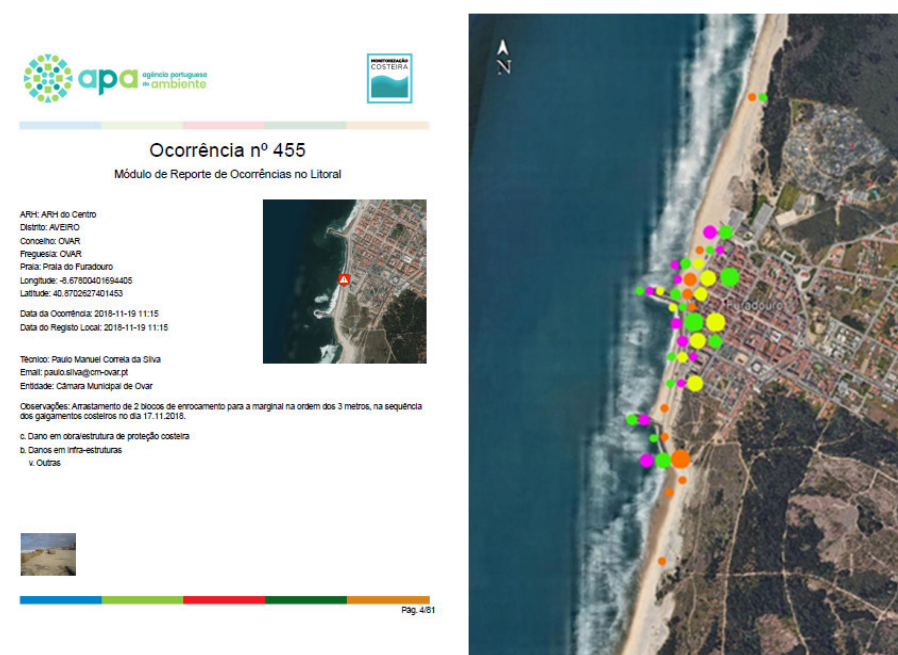 apa agência portuguesa
do ambiente
MONITORIZAÇÃO
COSTEIRA
Ocorrência nº 455
Módulo de Reporte de Ocorrências no Litoral
ARH: ARH do Centro
Distrito: AVEIRO
Concelho: OVAR
Freguesia: OVAR
Praia: Praia do Furadouro
Longitude: -8.67800401694405
Latitude: 40.8702627401453
Data da Ocorrência: 2018-11-19 11:15
Data do Registo Local: 2018-11-19 11:15
Técnico: Paulo Manuel Correia da Silva
Email: paulo.silva@cm-ovar.pt
Entidade: Câmara Municipal de Ovar
Observações: Arrastamento de 2 blocos de enrocamento para a marginal na ordem dos 3 metros, na sequência
dos galgamentos costeiros no dia 17.11.2018.
c. Dano em obra/estrutura de proteção costeira
b. Danos em infra-estruturas
v. Outras
Pág. 4/81
N
Furadouro